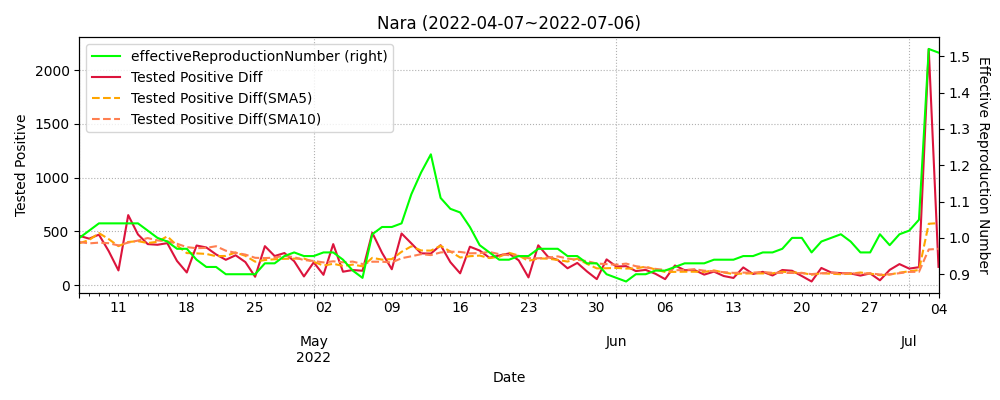 Nara (2022-04-07~2022-07-06)
effectiveReproductionNumber (right)
Tested Positive Diff
Tested Positive Diff(SMA5)
Tested Positive Diff(SMA10)
Tested Positive
2000
1500
1000
500
0
Effective Reproduction Number
1.5
1.4
1.3
1.2
1.1
1.0
0.9
11 18 25 02 09 16 23 30 06 13 20 27 04
May Jun Jul
2022
Date